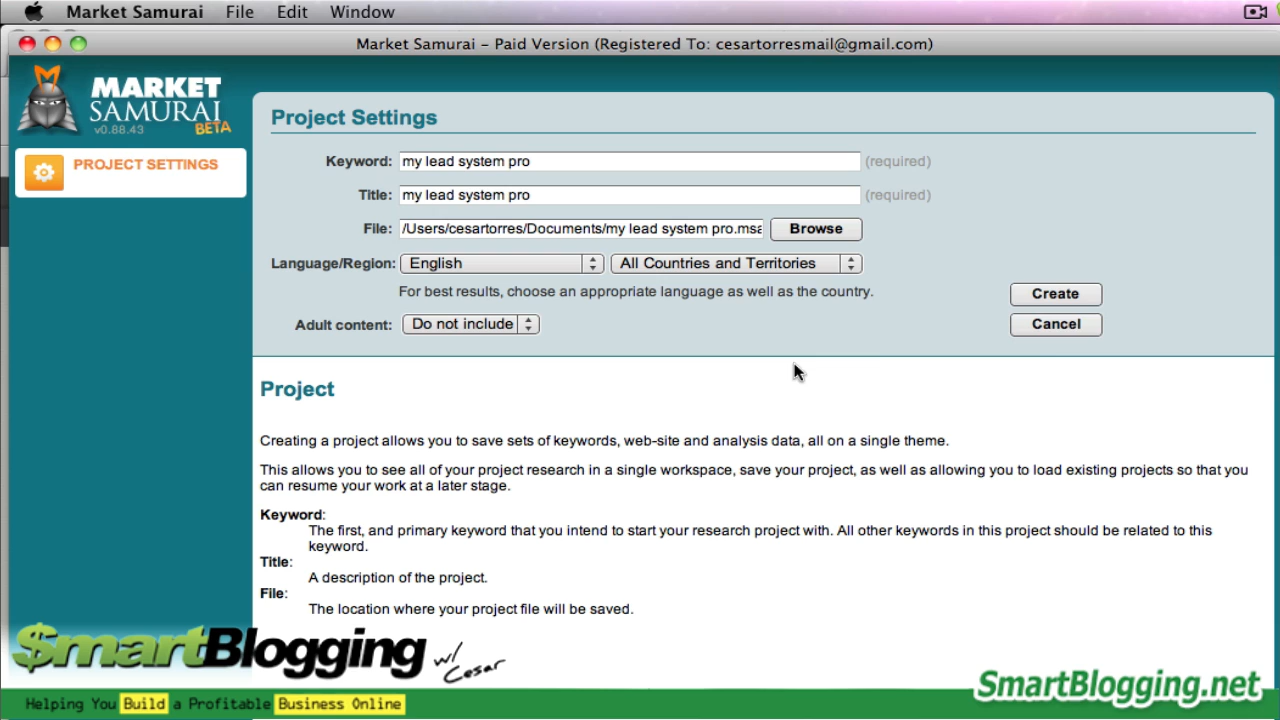 Market Samurai File Edit Window
Market Samurai – Paid Version (Registered To: cesartorresmail@gmail.com)
MARKET
SAMURAI
v0.88.43 BETA
PROJECT SETTINGS
Project Settings
Keyword: my lead system pro (required)
Title: my lead system pro (required)
File: /Users/cesartorres/Documents/my lead system pro.msa Browse
Language/Region: English All Countries and Territories
For best results, choose an appropriate language as well as the country.
Create
Adult content: Do not include
Cancel
Project
Creating a project allows you to save sets of keywords, web-site and analysis data, all on a single theme.
This allows you to see all of your project research in a single workspace, save your project, as well as allowing you to load existing projects so that you
can resume your work at a later stage.
Keyword:
The first, and primary keyword that you intend to start your research project with. All other keywords in this project should be related to this
keyword.
Title:
A description of the project.
File:
The location where your project file will be saved.
$martBlogging w/ Cesar
SmartBlogging.net
Helping You Build a Profitable Business Online